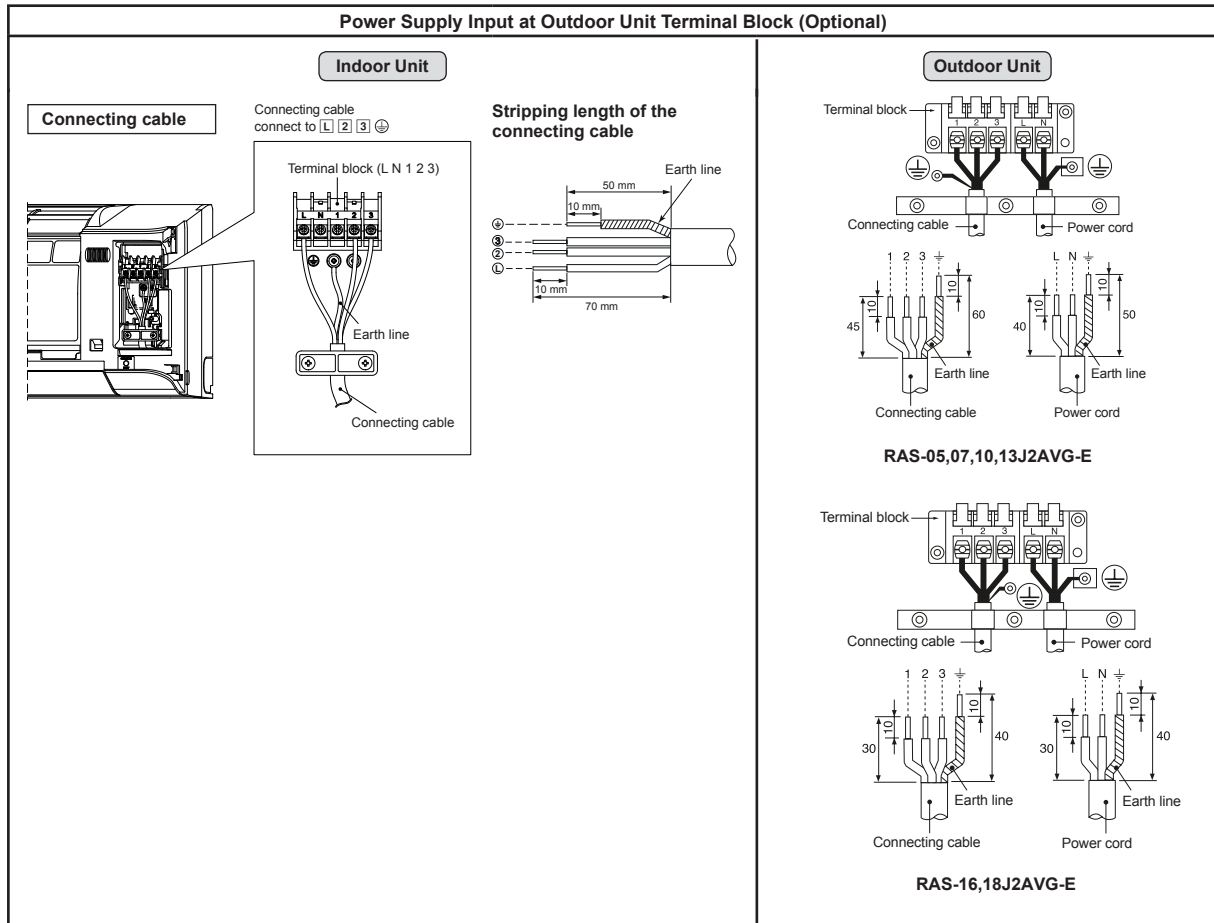 Power Supply Input at Outdoor Unit Terminal Block (Optional)
Indoor Unit
Connecting cable
Connecting cable
connect to L 2 3 ⏚
Terminal block (L N 1 2 3)
L N 1 2 3
Earth line
Connecting cable
Stripping length of the
connecting cable
Earth line
50 mm
10 mm
③
②
Ⓛ
10 mm
70 mm
Outdoor Unit
Terminal block
1 2 3 L N
Connecting cable
Power cord
1 2 3
10
10
45
60
Earth line
Connecting cable
L N
10
10
40
50
Earth line
Power cord
RAS-05,07,10,13J2AVG-E
Terminal block
1 2 3 L N
Connecting cable
Power cord
1 2 3
10
10
30
40
Earth line
Connecting cable
L N
10
10
30
40
Earth line
Power cord
RAS-16,18J2AVG-E